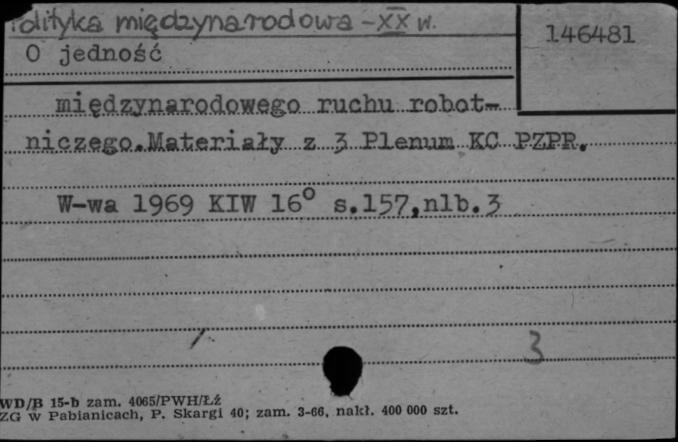 Polityka międzynarodowa - XX w.
146481
O jedność
międzynarodowego ruchu robot-
niczego.Materiały z 3 Plenum KC PZPR.
W-wa 1969 KIW 16° s.157,nlb.3
/
3
WD/B 15-b zam. 4065/PWH/Łź
ZG w Pabianicach, P. Skargi 40; zam. 3-66, nakł. 400 000 szt.